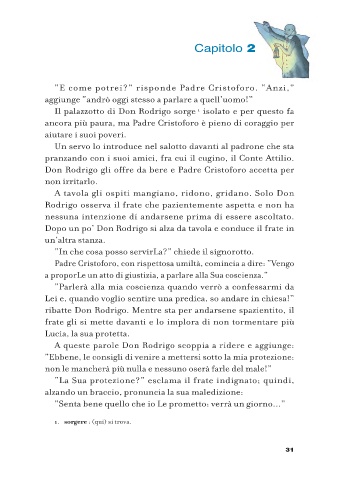 Capitolo 2
"E come potrei?" risponde Padre Cristoforo. "Anzi,"
aggiunge "andrò oggi stesso a parlare a quell'uomo!"
Il palazzotto di Don Rodrigo sorge¹ isolato e per questo fa
ancora più paura, ma Padre Cristoforo è pieno di coraggio per
aiutare i suoi poveri.
Un servo lo introduce nel salotto davanti al padrone che sta
pranzando con i suoi amici, fra cui il cugino, il Conte Attilio.
Don Rodrigo gli offre da bere e Padre Cristoforo accetta per
non irritarlo.
A tavola gli ospiti mangiano, ridono, gridano. Solo Don
Rodrigo osserva il frate che pazientemente aspetta e non ha
nessuna intenzione di andarsene prima di essere ascoltato.
Dopo un po' Don Rodrigo si alza da tavola e conduce il frate in
un'altra stanza.
"In che cosa posso servirLa?" chiede il signorotto.
Padre Cristoforo, con rispettosa umiltà, comincia a dire: "Vengo
a proporLe un atto di giustizia, a parlare alla Sua coscienza."
"Parlerà alla mia coscienza quando verrò a confessarmi da
Lei e, quando voglio sentire una predica, so andare in chiesa!"
ribatte Don Rodrigo. Mentre sta per andarsene spazientito, il
frate gli si mette davanti e lo implora di non tormentare più
Lucia, la sua protetta.
A queste parole Don Rodrigo scoppia a ridere e aggiunge:
"Ebbene, le consigli di venire a mettersi sotto la mia protezione:
non le mancherà più nulla e nessuno oserà farle del male!"
"La Sua protezione?" esclama il frate indignato; quindi,
alzando un braccio, pronuncia la sua maledizione:
"Senta bene quello che io Le prometto: verrà un giorno..."
1. sorgere : (qui) si trova.
31